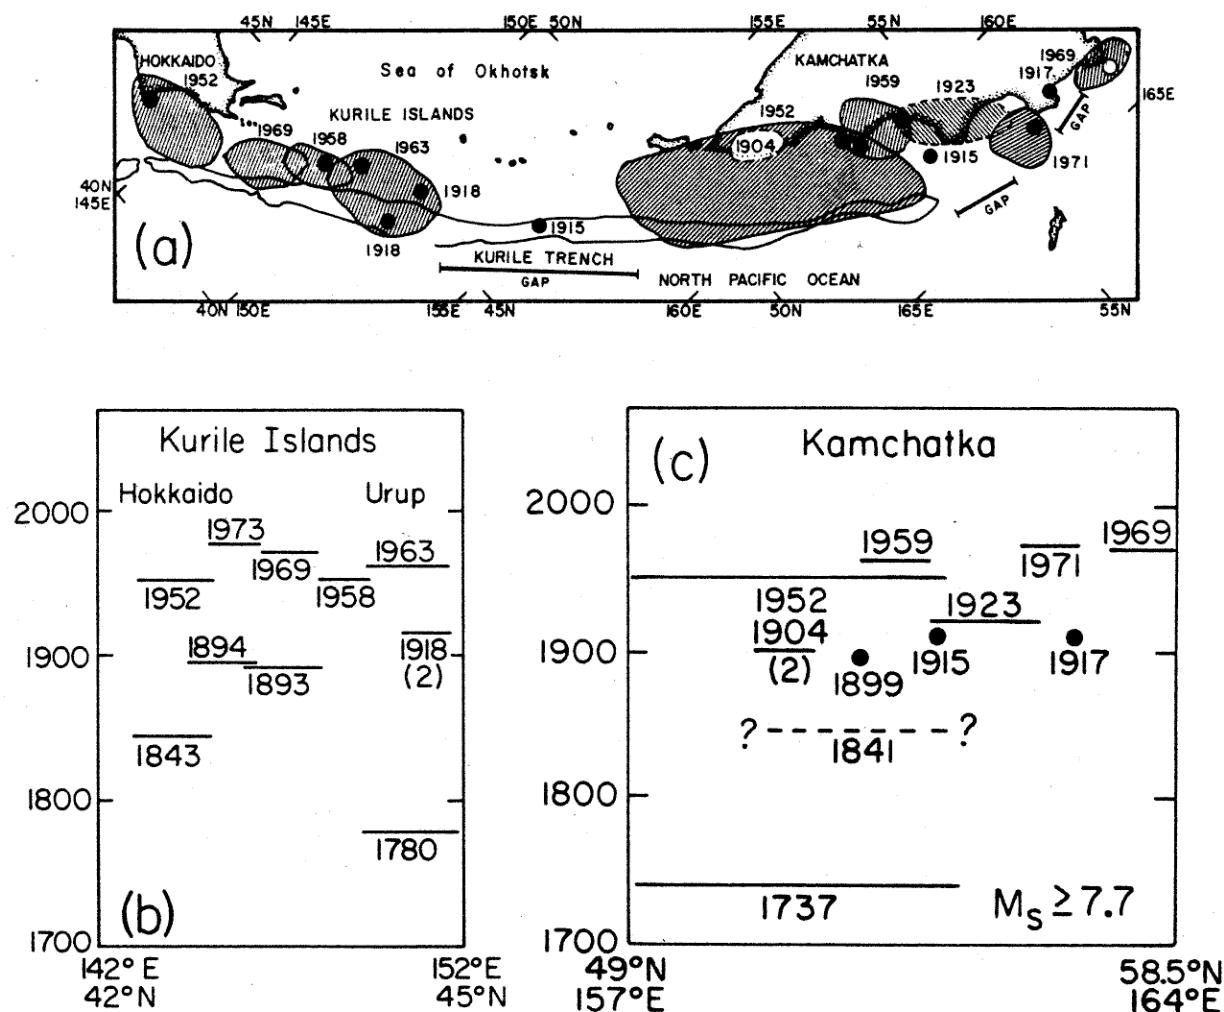 45N 145E 150E 50N 155E 55N 160E
HOKKAIDO
1952
Sea of Okhotsk
KAMCHATKA
1969
1917
1959
1923
165E
KURILE ISLANDS
1952
GAP
1969 1958 1963
1904
1915
1971
40N
145E
1918
GAP
(a)
1918
1915
KURILE TRENCH
GAP
NORTH PACIFIC OCEAN
40N 150E 155E 45N 160E 50N 165E 55N
Kurile Islands
Hokkaido Urup
2000
1973
1963
1969
1952
1958
1894
1918
(2)
1900
1893
1843
1800
1780
(b)
1700
142°E 152°E
42°N 45°N
(c)
Kamchatka
2000
1969
1959
1971
1952
1923
1904
(2)
1900
1899
1915
1917
? ?
1841
1800
1737
Ms ≥ 7.7
1700
49°N 58.5°N
157°E 164°E